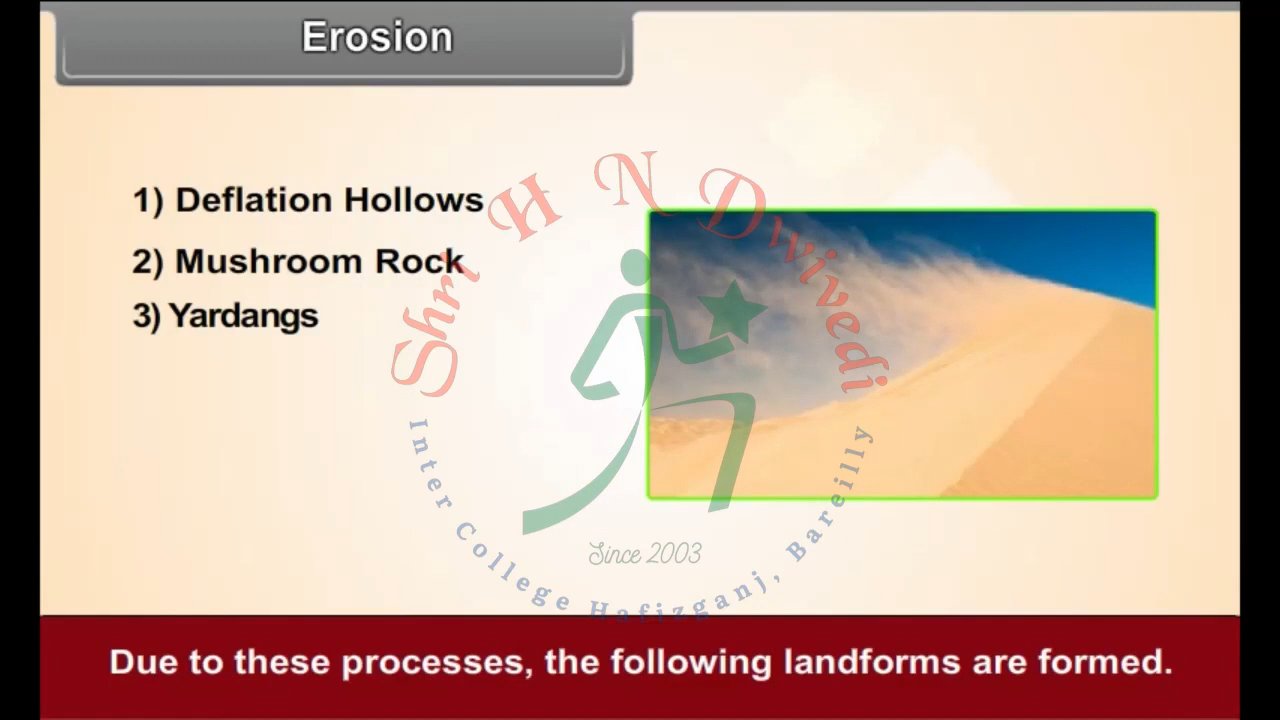 Erosion
1) Deflation Hollows
2) Mushroom Rock
3) Yardangs
Shri H N Dwivedi
Since 2003
Inter College Hafizganj, Bareilly
Due to these processes, the following landforms are formed.